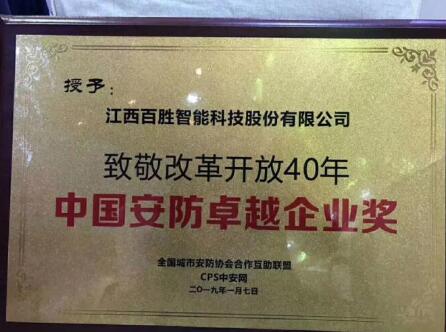 授予：
江西百胜智能科技股份有限公司
致敬改革开放40年
中国安防卓越企业奖
全国城市安防协会合作互助联盟
CPS中安网
二〇一九年一月七日